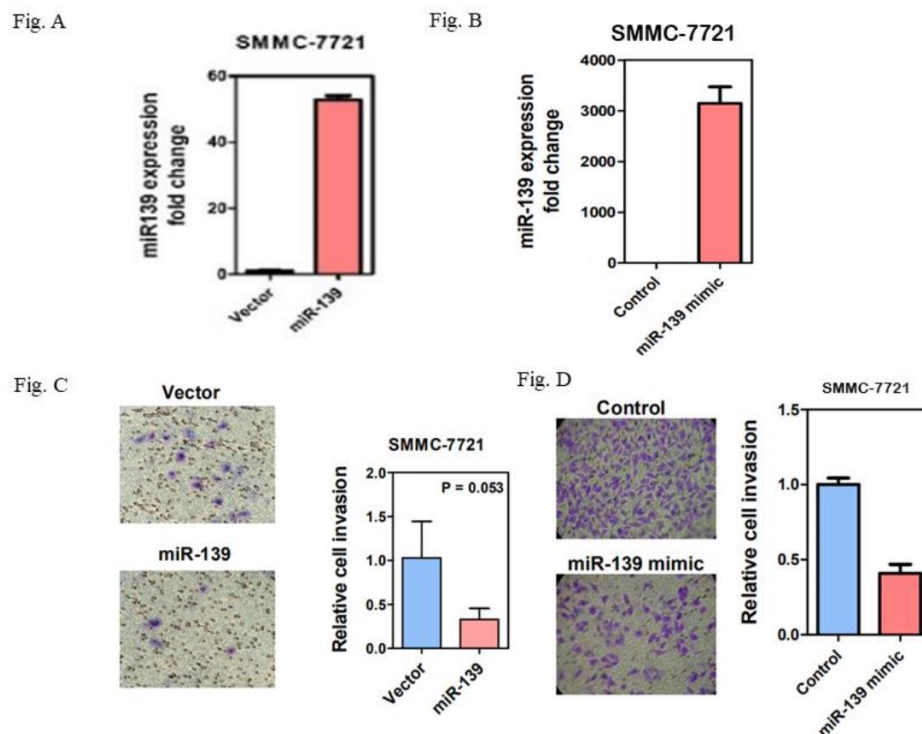 Fig. A
SMMC-7721
miR139 expression
fold change
60
40
20
0
Vector
miR-139
Fig. B
SMMC-7721
miR-139 expression
fold change
4000
3000
2000
1000
0
Control
miR-139 mimic
Fig. C
Vector
miR-139
SMMC-7721
Relative cell invasion
2.0
1.5
1.0
0.5
0.0
P = 0.053
Vector
miR-139
Fig. D
Control
miR-139 mimic
SMMC-7721
Relative cell invasion
1.5
1.0
0.5
0.0
Control
miR-139 mimic